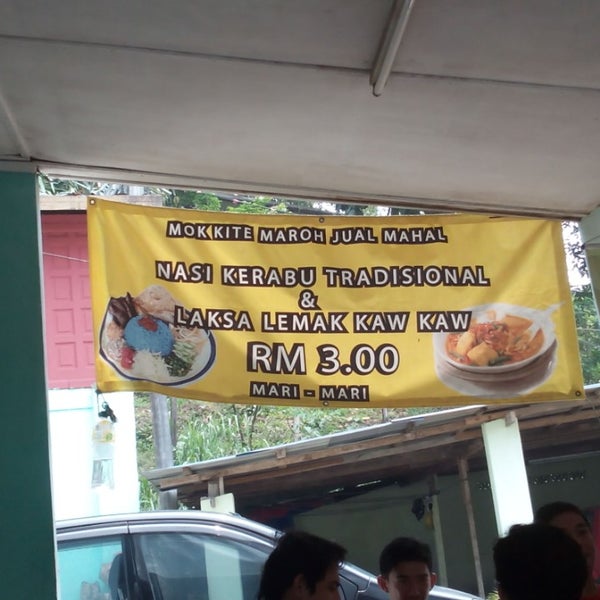 MOK KITE MAROH JUAL MAHAL
NASI KERABU TRADISIONAL
&
LAKSA LEMAK KAW KAW
RM 3.00
MARI - MARI